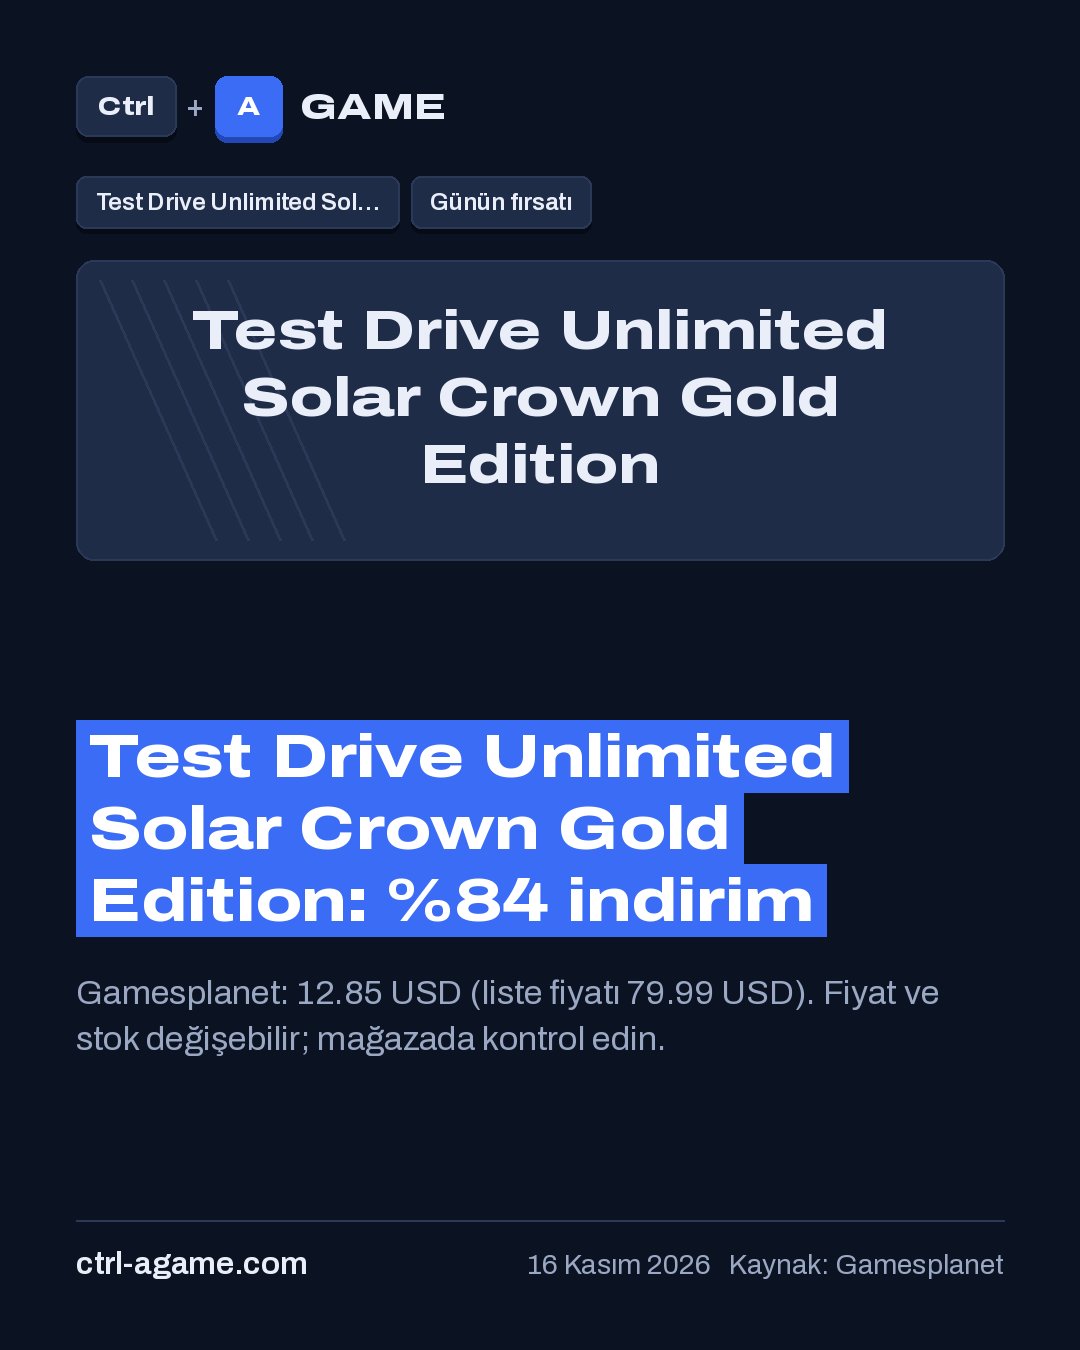 Ctrl + A GAME
Test Drive Unlimited Sol… Günün fırsatı
Test Drive Unlimited
Solar Crown Gold
Edition
Test Drive Unlimited
Solar Crown Gold
Edition: %84 indirim
Gamesplanet: 12.85 USD (liste fiyatı 79.99 USD). Fiyat ve
stok değişebilir; mağazada kontrol edin.
ctrl-agame.com 16 Kasım 2026 Kaynak: Gamesplanet